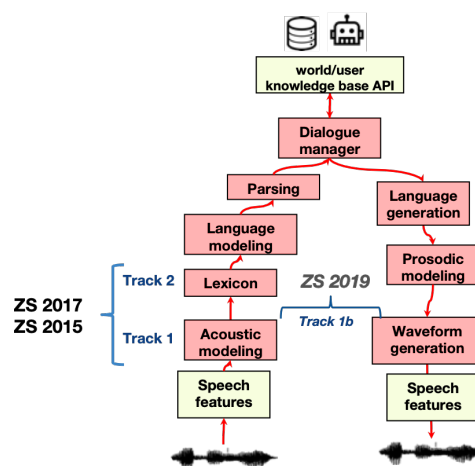 world/user
knowledge base API
Dialogue
manager
Parsing
Language
generation
Language
modeling
Prosodic
modeling
Track 2
Lexicon
ZS 2019
ZS 2017
ZS 2015
Track 1
Acoustic
modeling
Track 1b
Waveform
generation
Speech
features
Speech
features